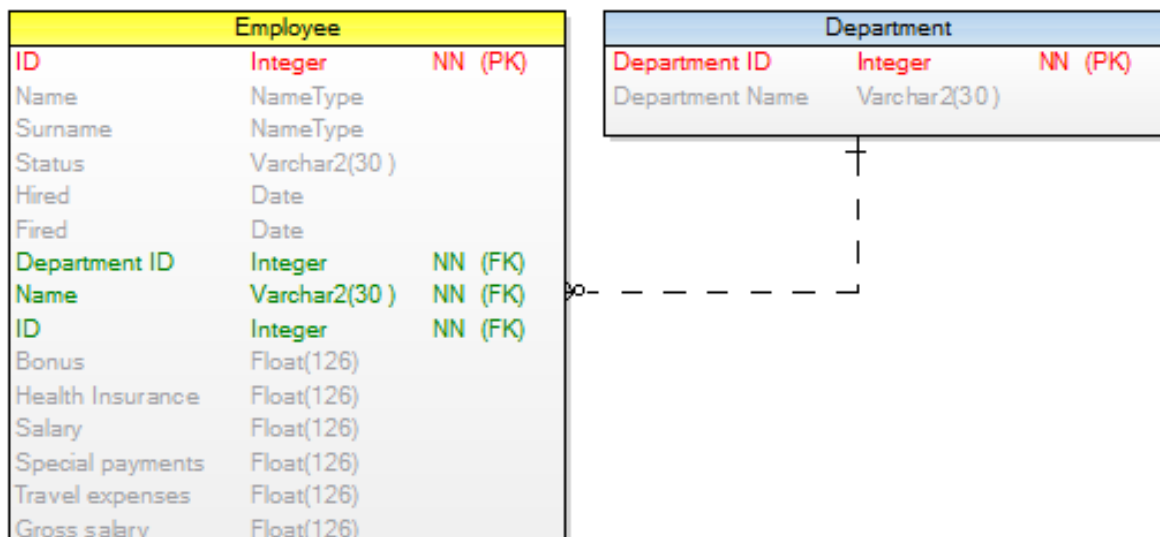 Employee
ID Integer NN (PK)
Name NameType
Surname NameType
Status Varchar2(30 )
Hired Date
Fired Date
Department ID Integer NN (FK)
Name Varchar2(30 ) NN (FK)
ID Integer NN (FK)
Bonus Float(126)
Health Insurance Float(126)
Salary Float(126)
Special payments Float(126)
Travel expenses Float(126)
Gross salary Float(126)
Department
Department ID Integer NN (PK)
Department Name Varchar2(30 )